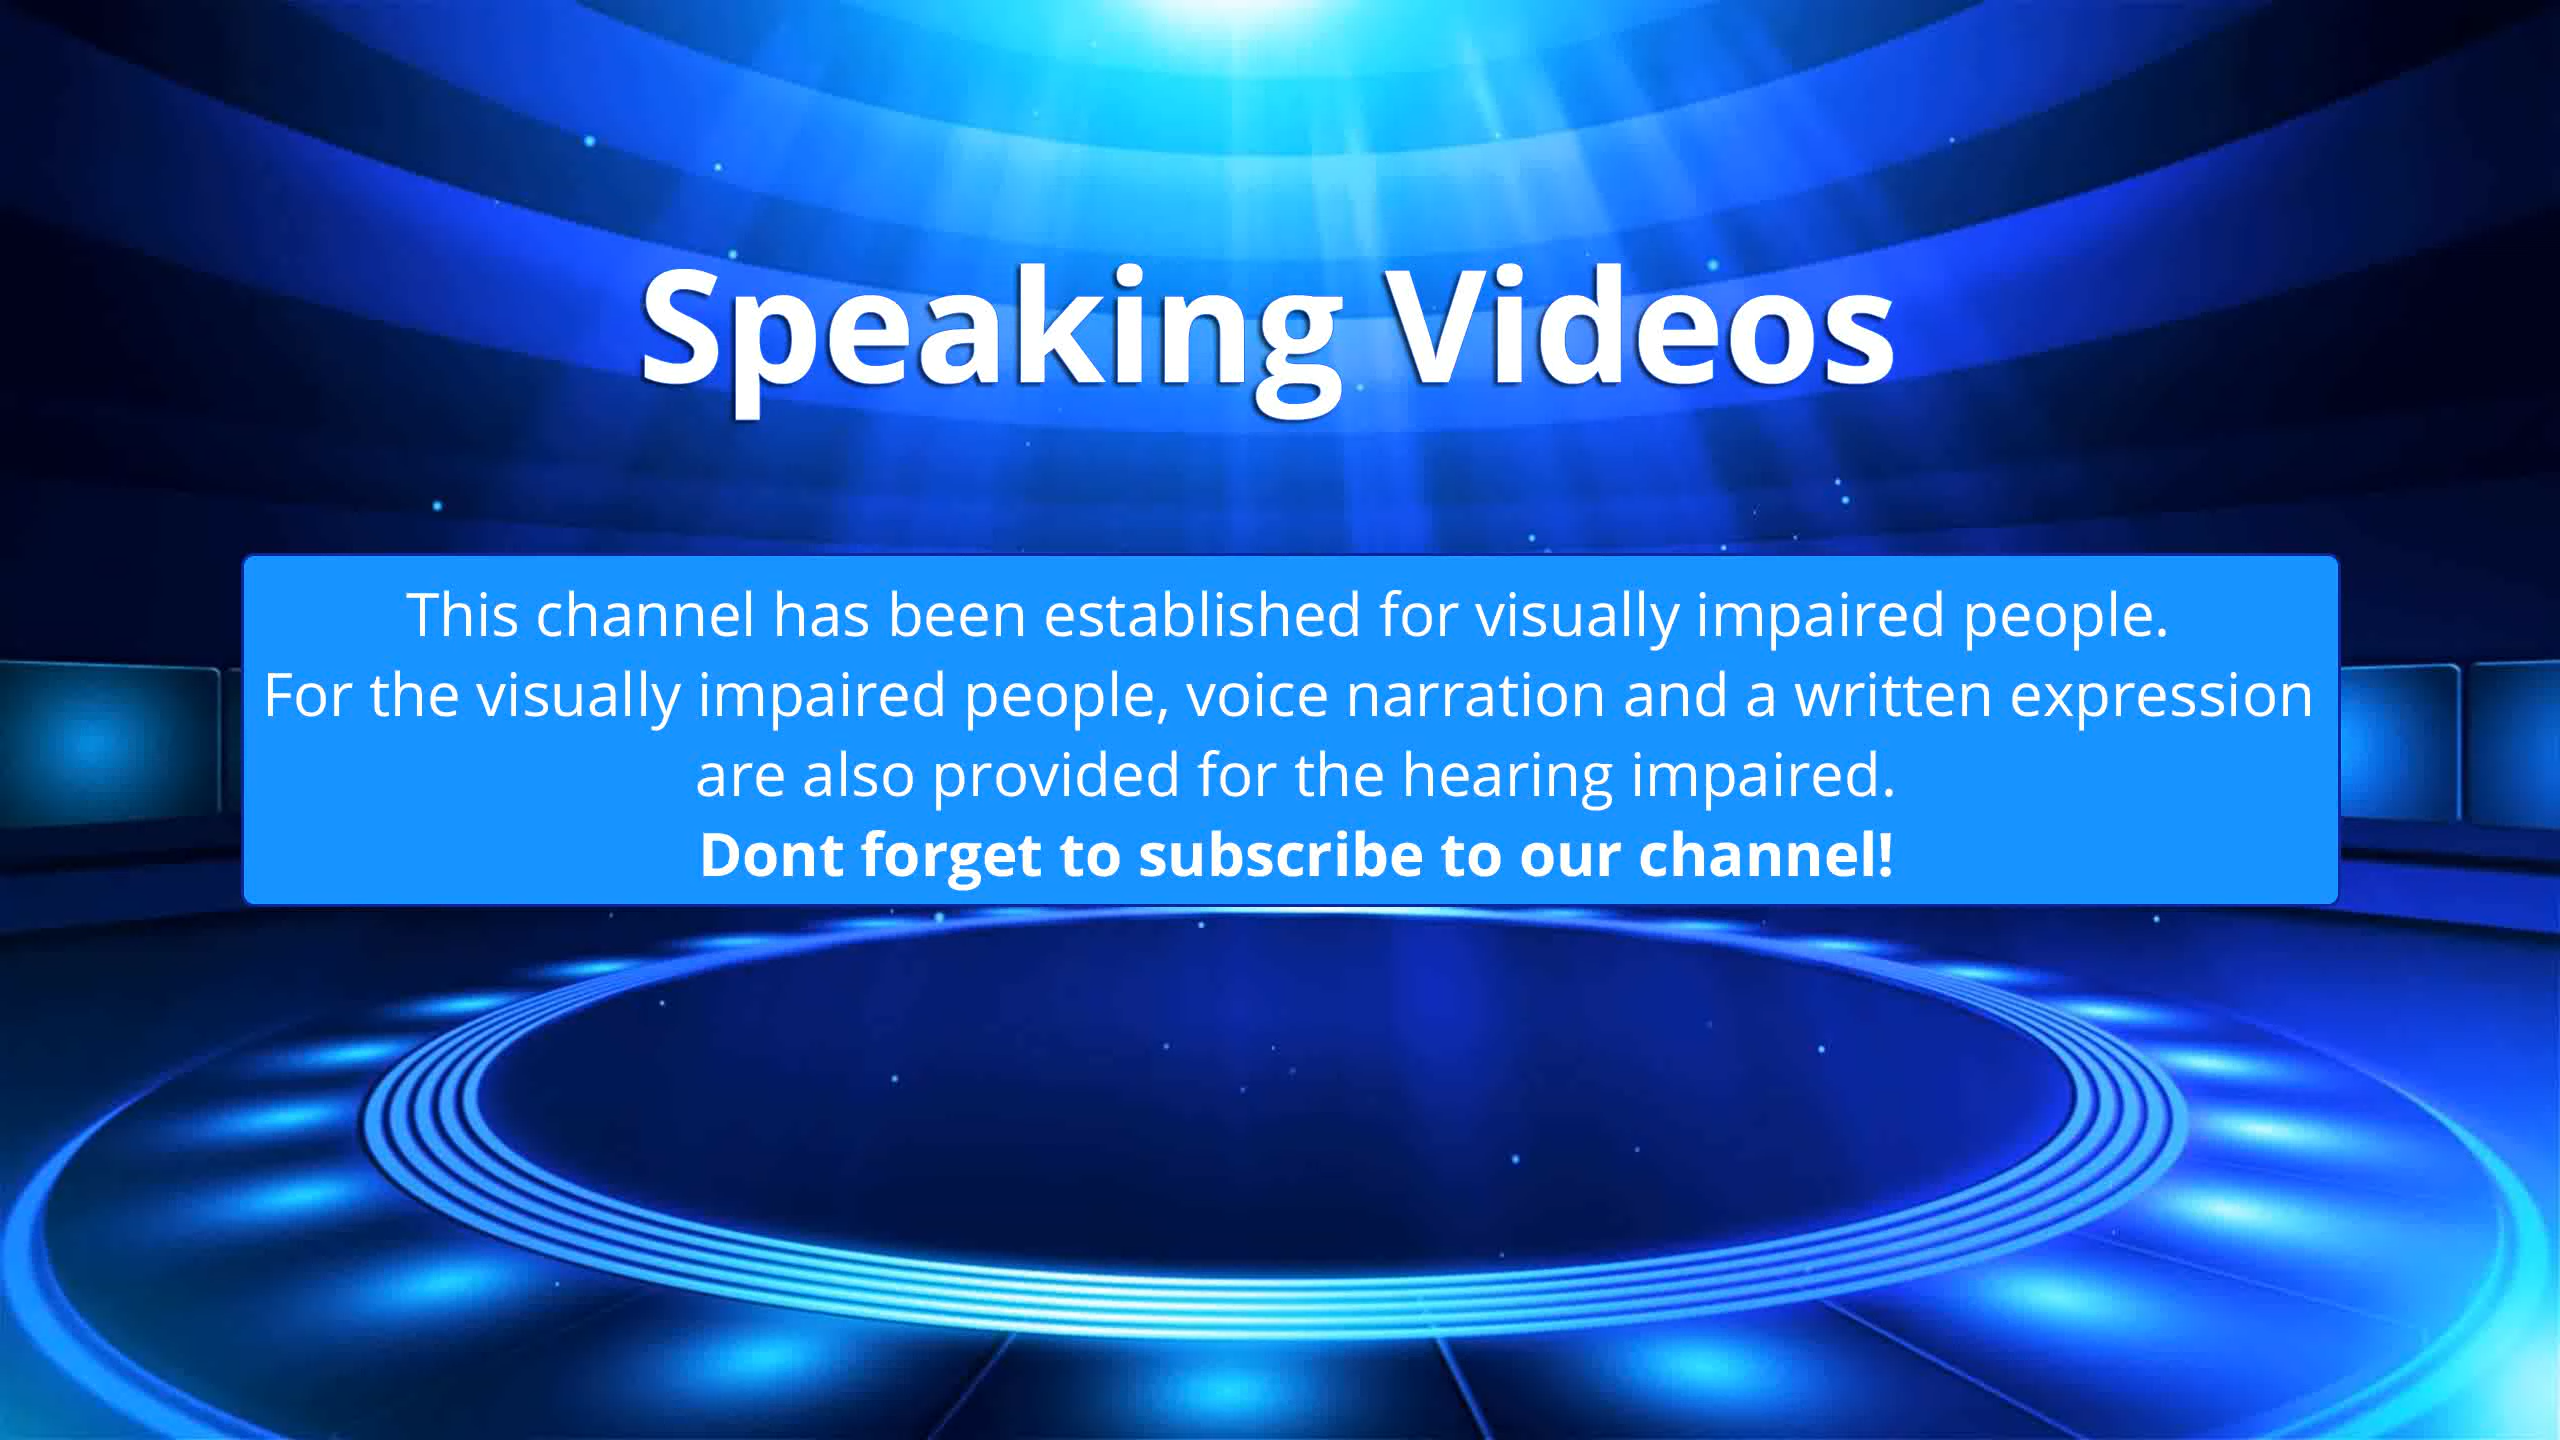 Speaking Videos
This channel has been established for visually impaired people.
For the visually impaired people, voice narration and a written expression
are also provided for the hearing impaired.
Dont forget to subscribe to our channel!